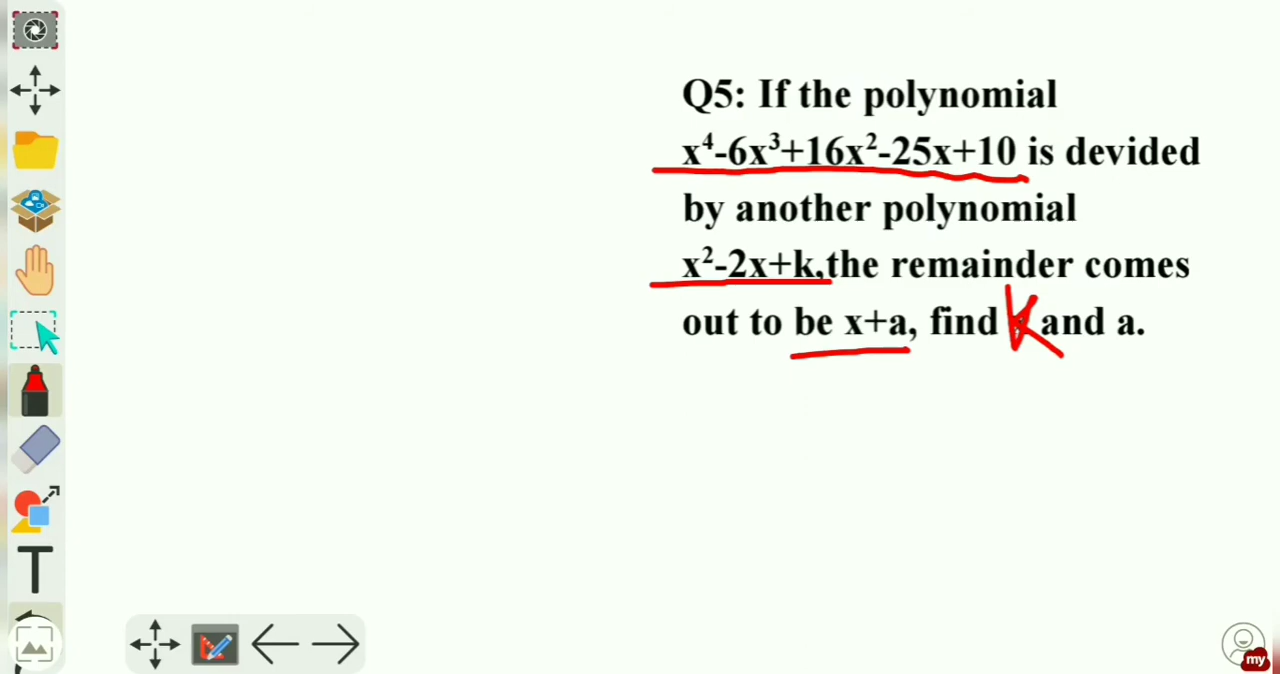 Q5: If the polynomial
x⁴-6x³+16x²-25x+10 is devided
by another polynomial
x²-2x+k,the remainder comes
out to be x+a, find K and a.
T
my